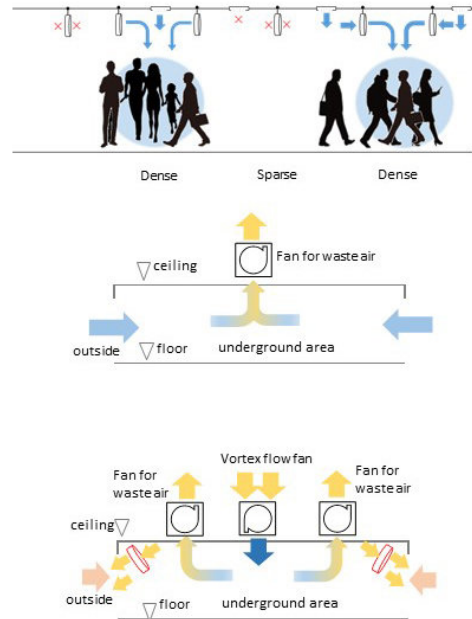 Dense Sparse Dense
Fan for waste air
ceiling
outside
floor
underground area
Fan for
waste air
Vortex flow fan
Fan for
waste air
ceiling
outside
underground area
floor